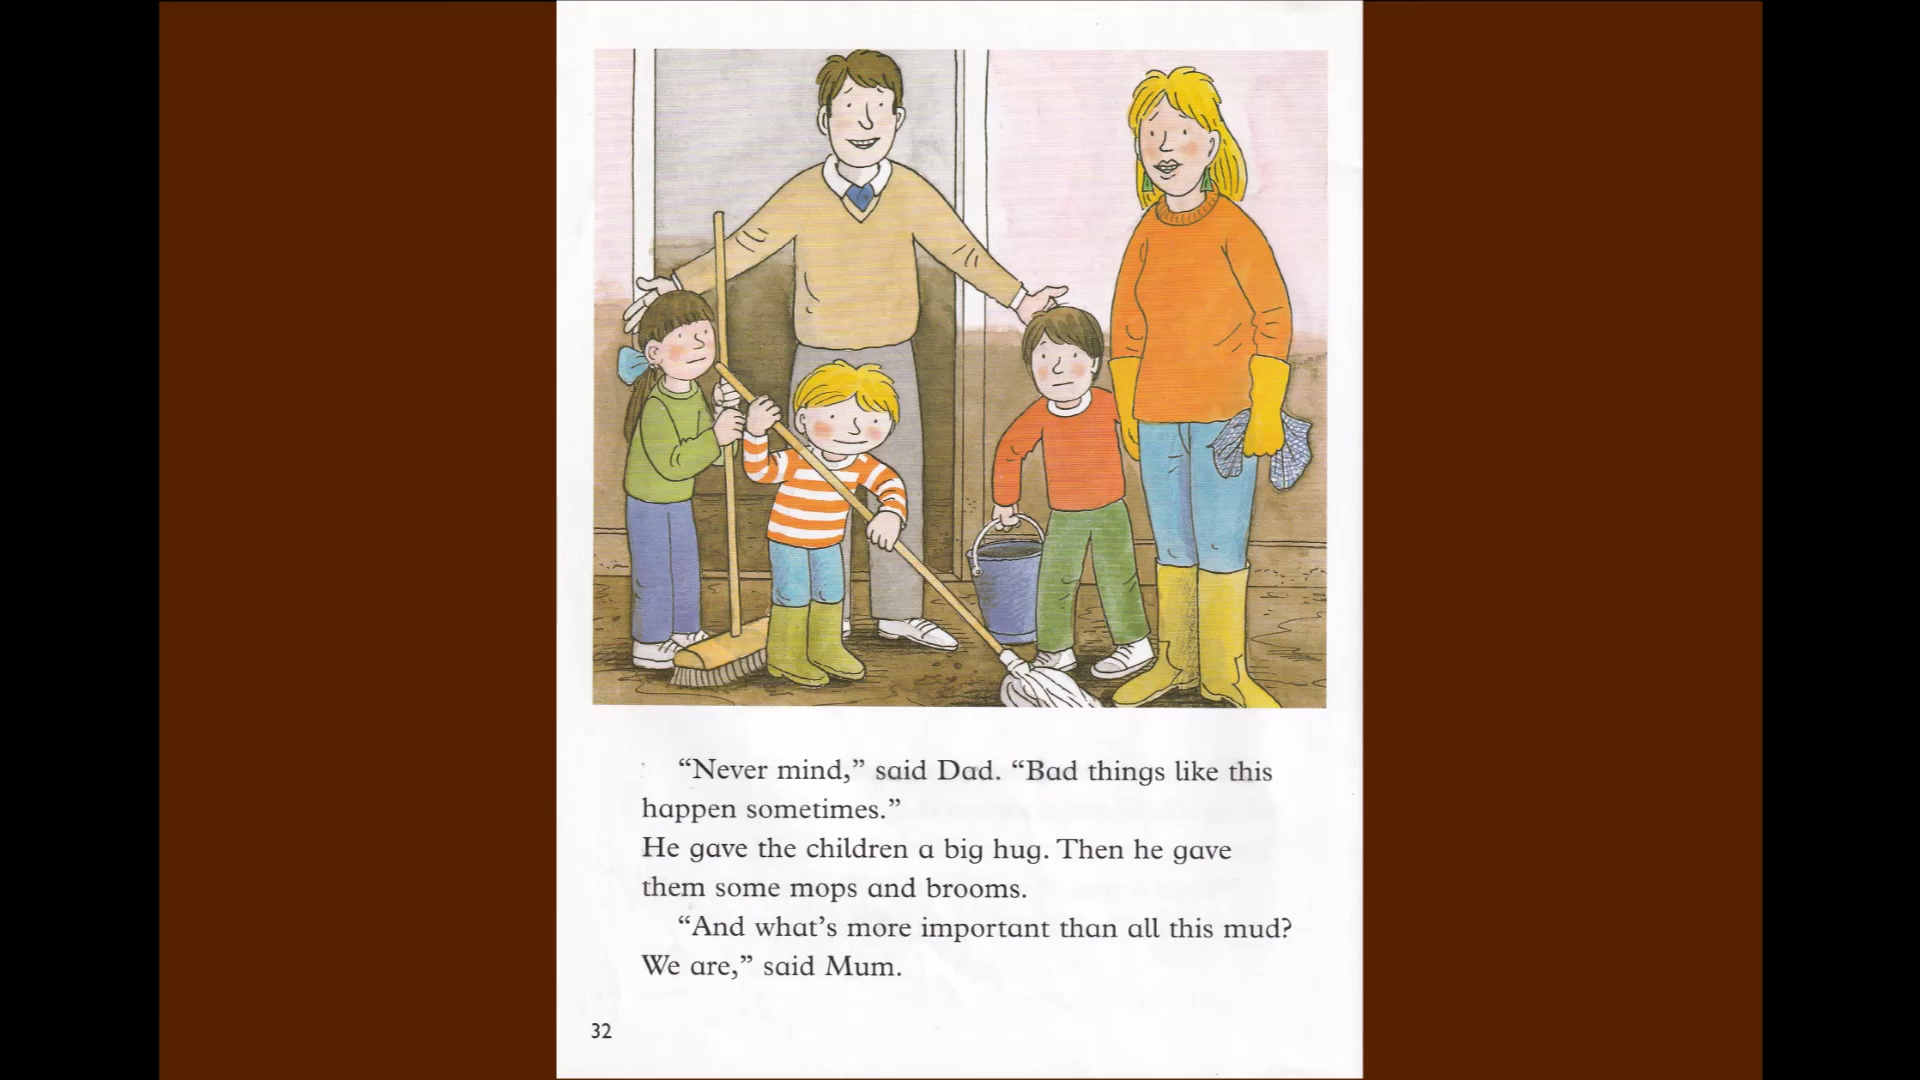 “Never mind,” said Dad. “Bad things like this
happen sometimes.”
He gave the children a big hug. Then he gave
them some mops and brooms.
“And what’s more important than all this mud?
We are,” said Mum.
32